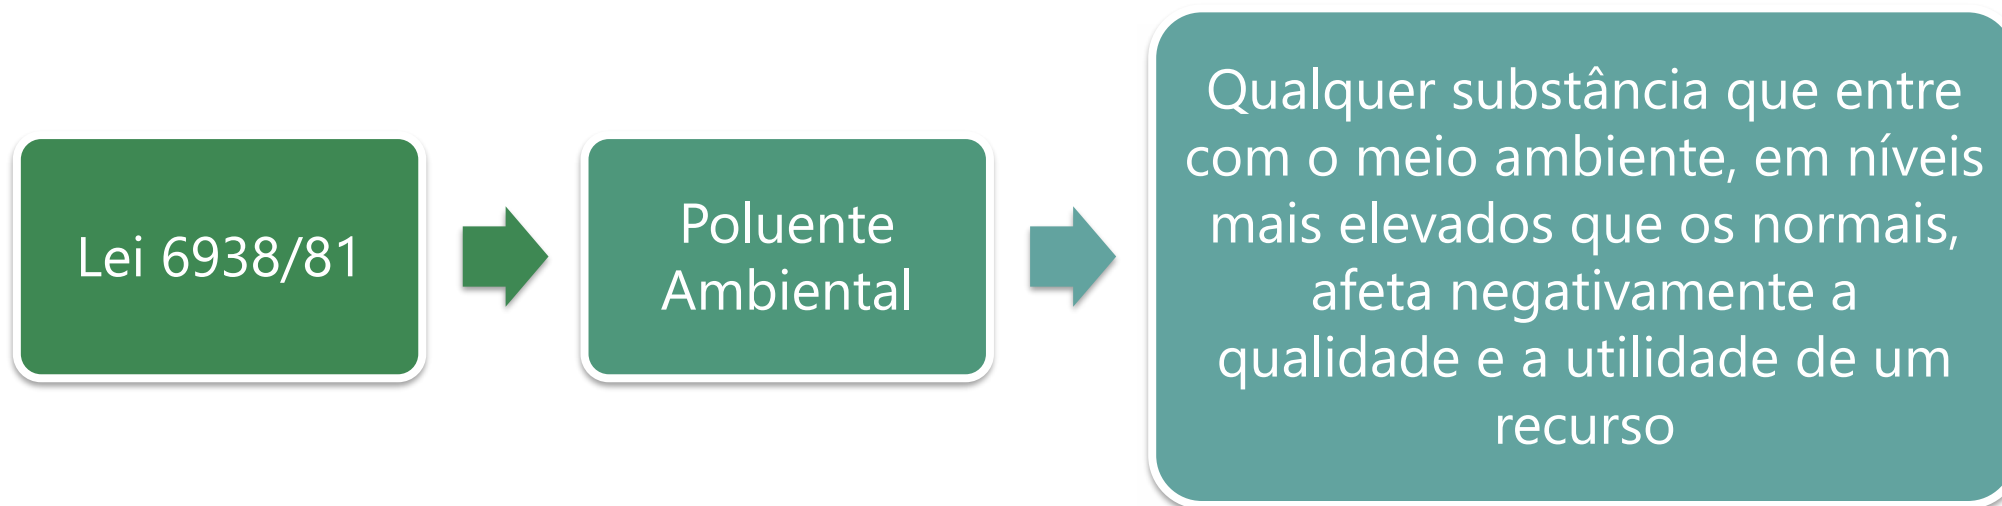 Lei 6938/81
Poluente
Ambiental
Qualquer substância que entre
com o meio ambiente, em níveis
mais elevados que os normais,
afeta negativamente a
qualidade e a utilidade de um
recurso